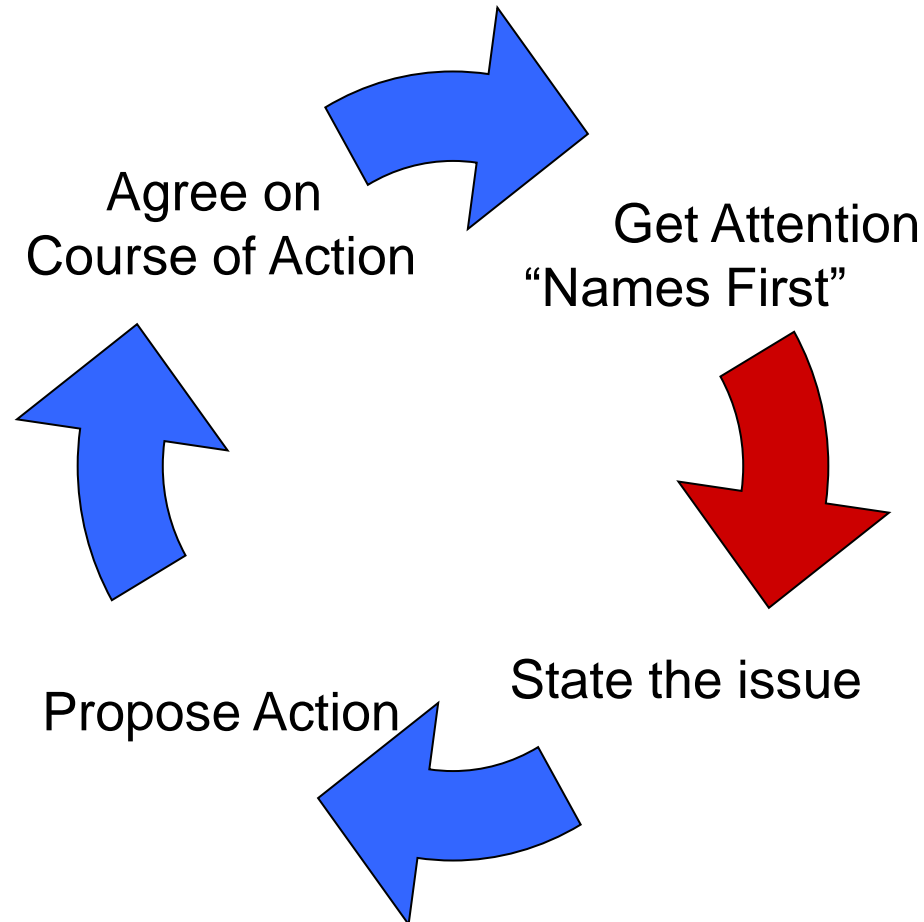 Agree on
Course of Action
Get Attention
“Names First”
State the issue
Propose Action